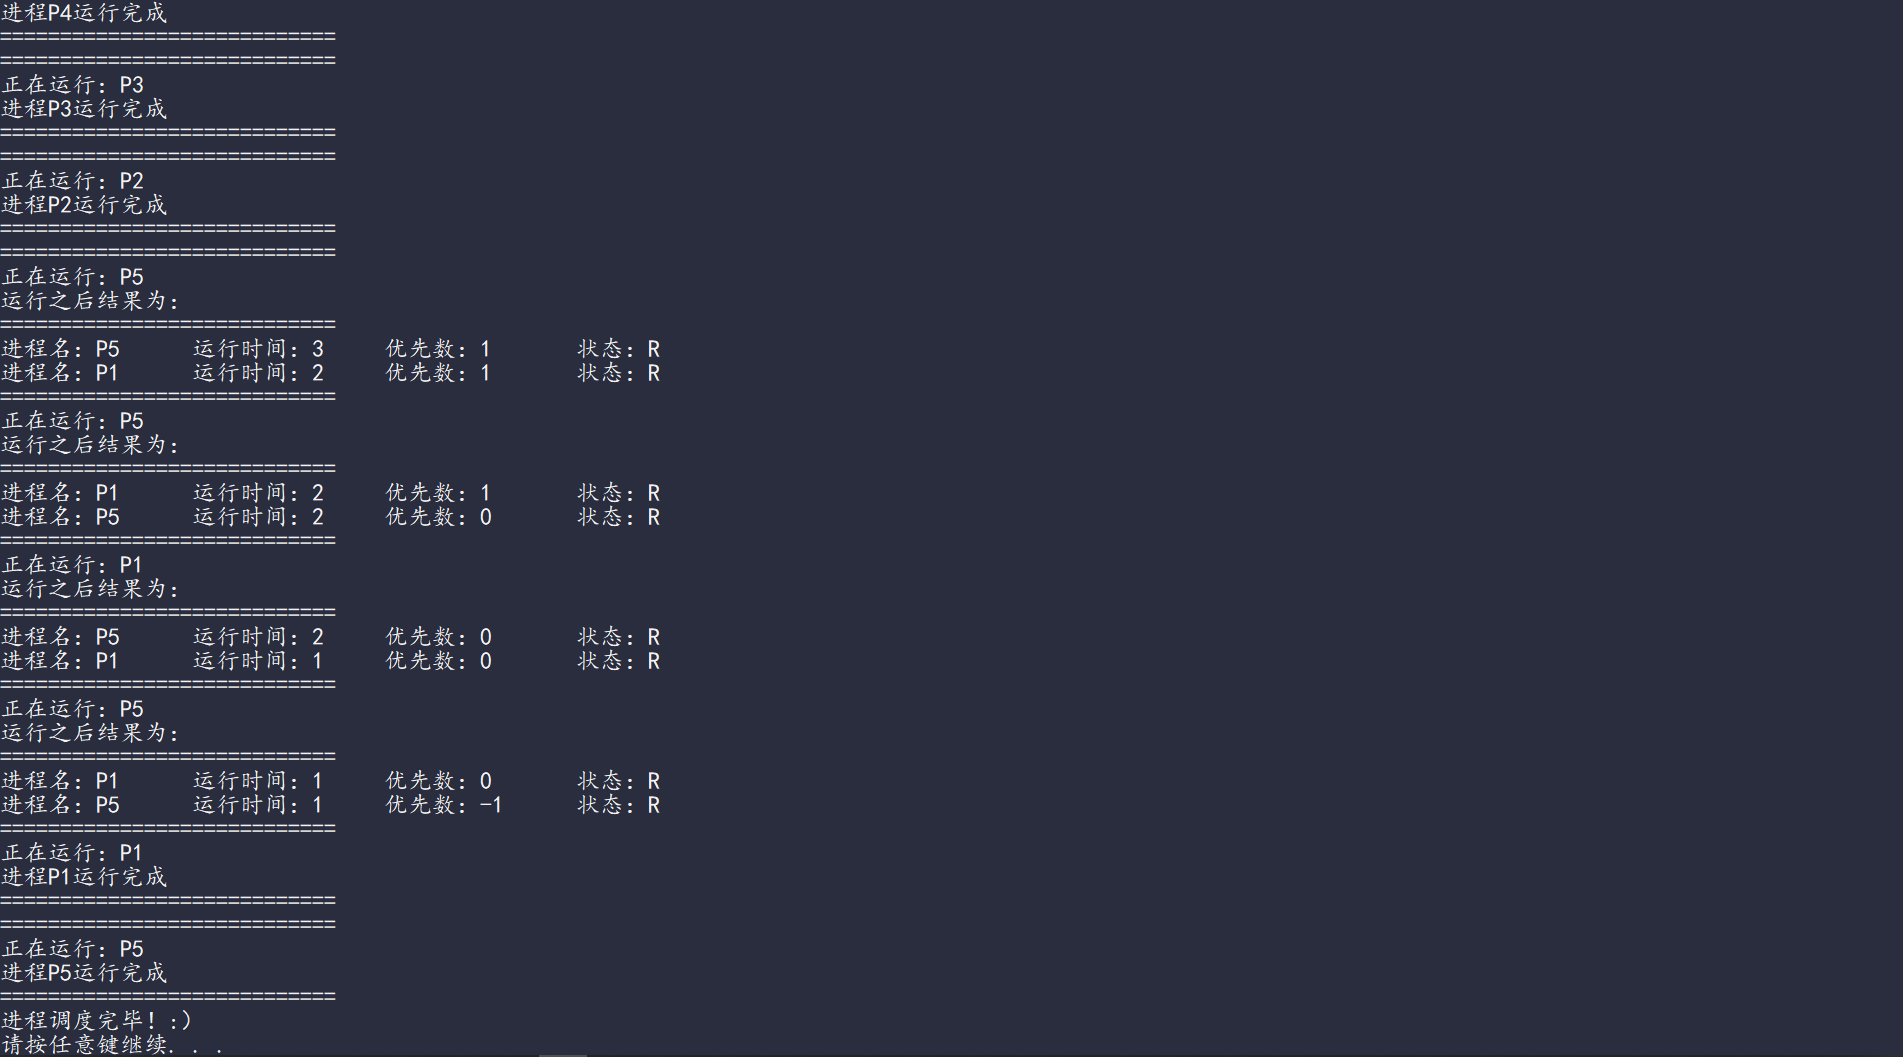 进程P4运行完成
============================
============================
正在运行：P3
进程P3运行完成
============================
============================
正在运行：P2
进程P2运行完成
============================
============================
正在运行：P5
运行之后结果为：
============================
进程名：P5 运行时间：3 优先数：1 状态：R
进程名：P1 运行时间：2 优先数：1 状态：R
============================
正在运行：P5
运行之后结果为：
============================
进程名：P1 运行时间：2 优先数：1 状态：R
进程名：P5 运行时间：2 优先数：0 状态：R
============================
正在运行：P1
运行之后结果为：
============================
进程名：P5 运行时间：2 优先数：0 状态：R
进程名：P1 运行时间：1 优先数：0 状态：R
============================
正在运行：P5
运行之后结果为：
============================
进程名：P1 运行时间：1 优先数：0 状态：R
进程名：P5 运行时间：1 优先数：-1 状态：R
============================
正在运行：P1
进程P1运行完成
============================
============================
正在运行：P5
进程P5运行完成
============================
进程调度完毕！:)
请按任意键继续. . .